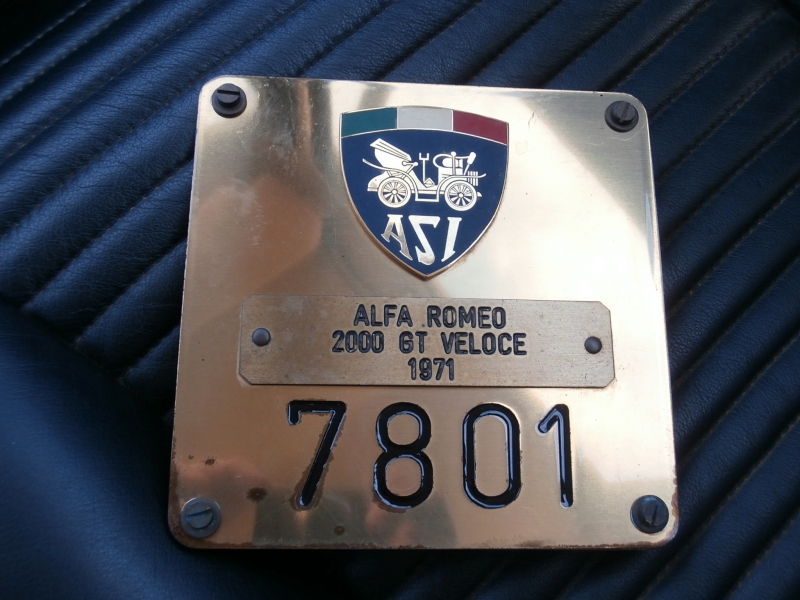 ASI
ALFA ROMEO
2000 GT VELOCE
1971
7801